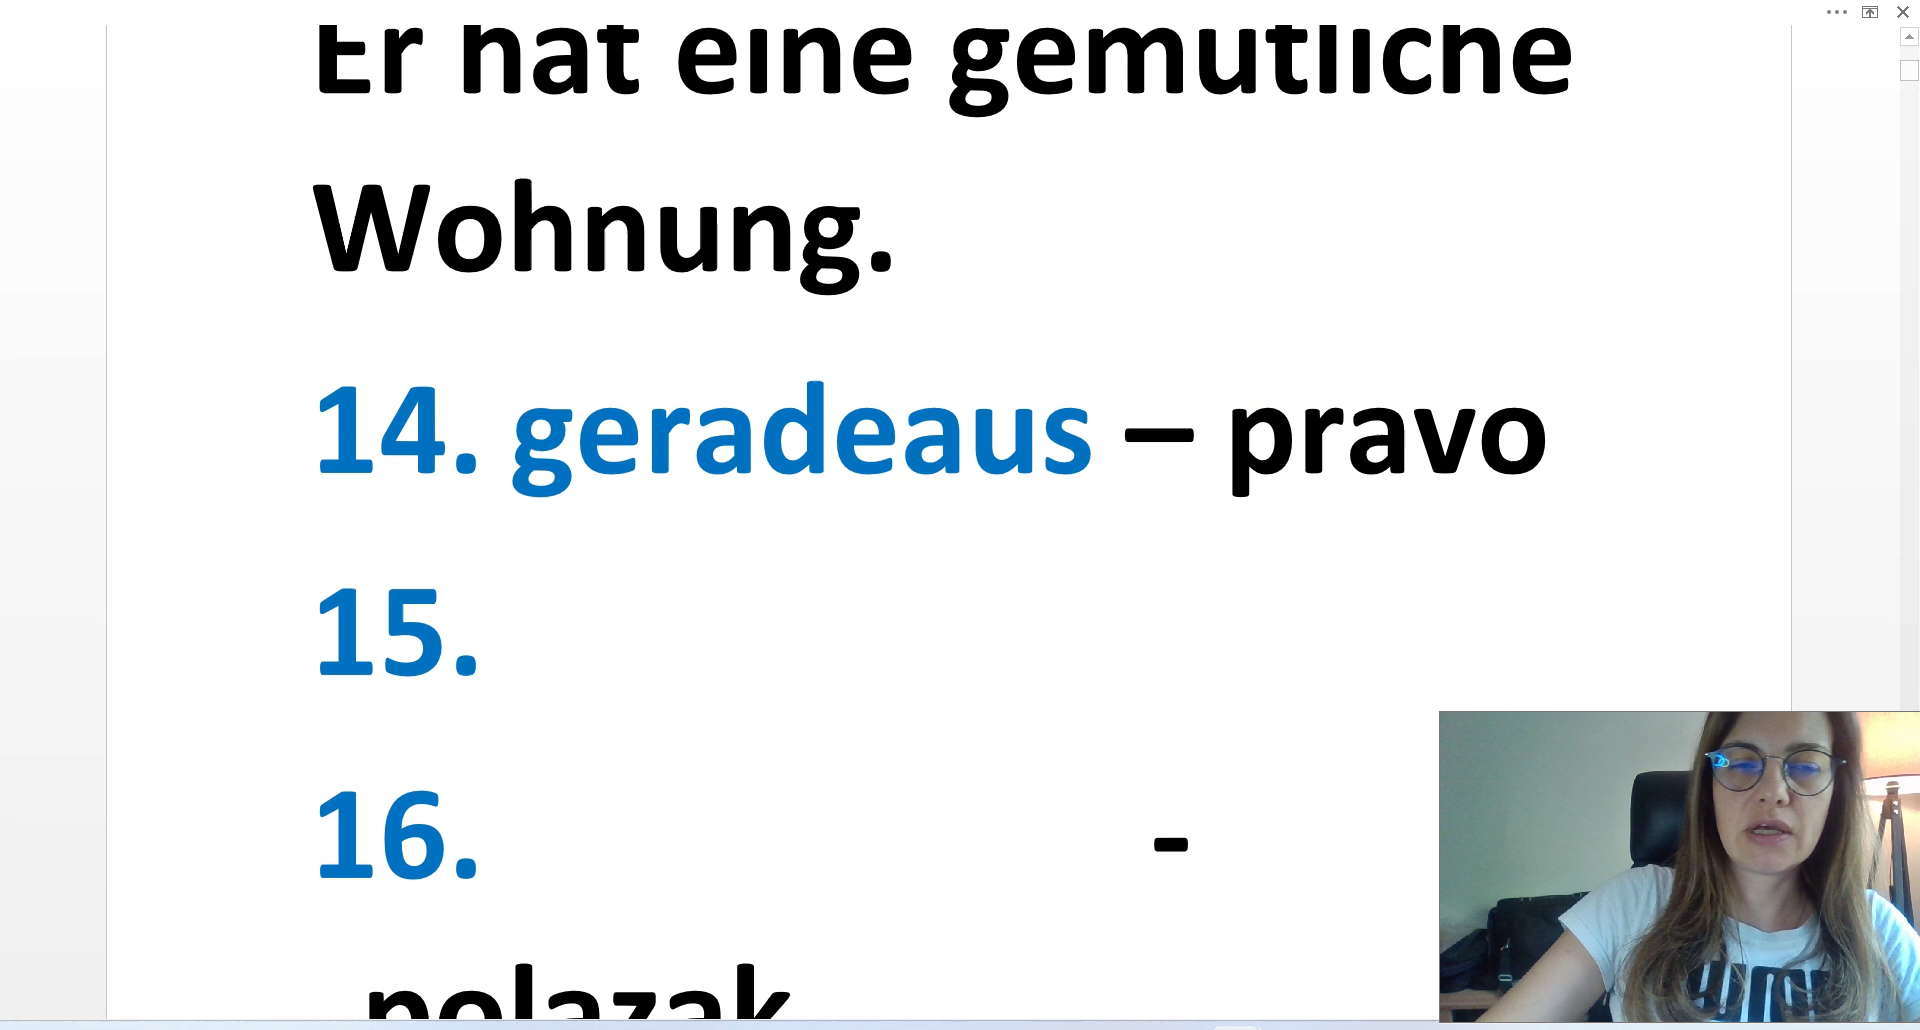 Er hat eine gemütliche
Wohnung.
14. geradeaus – pravo
15.
16. -
polazak